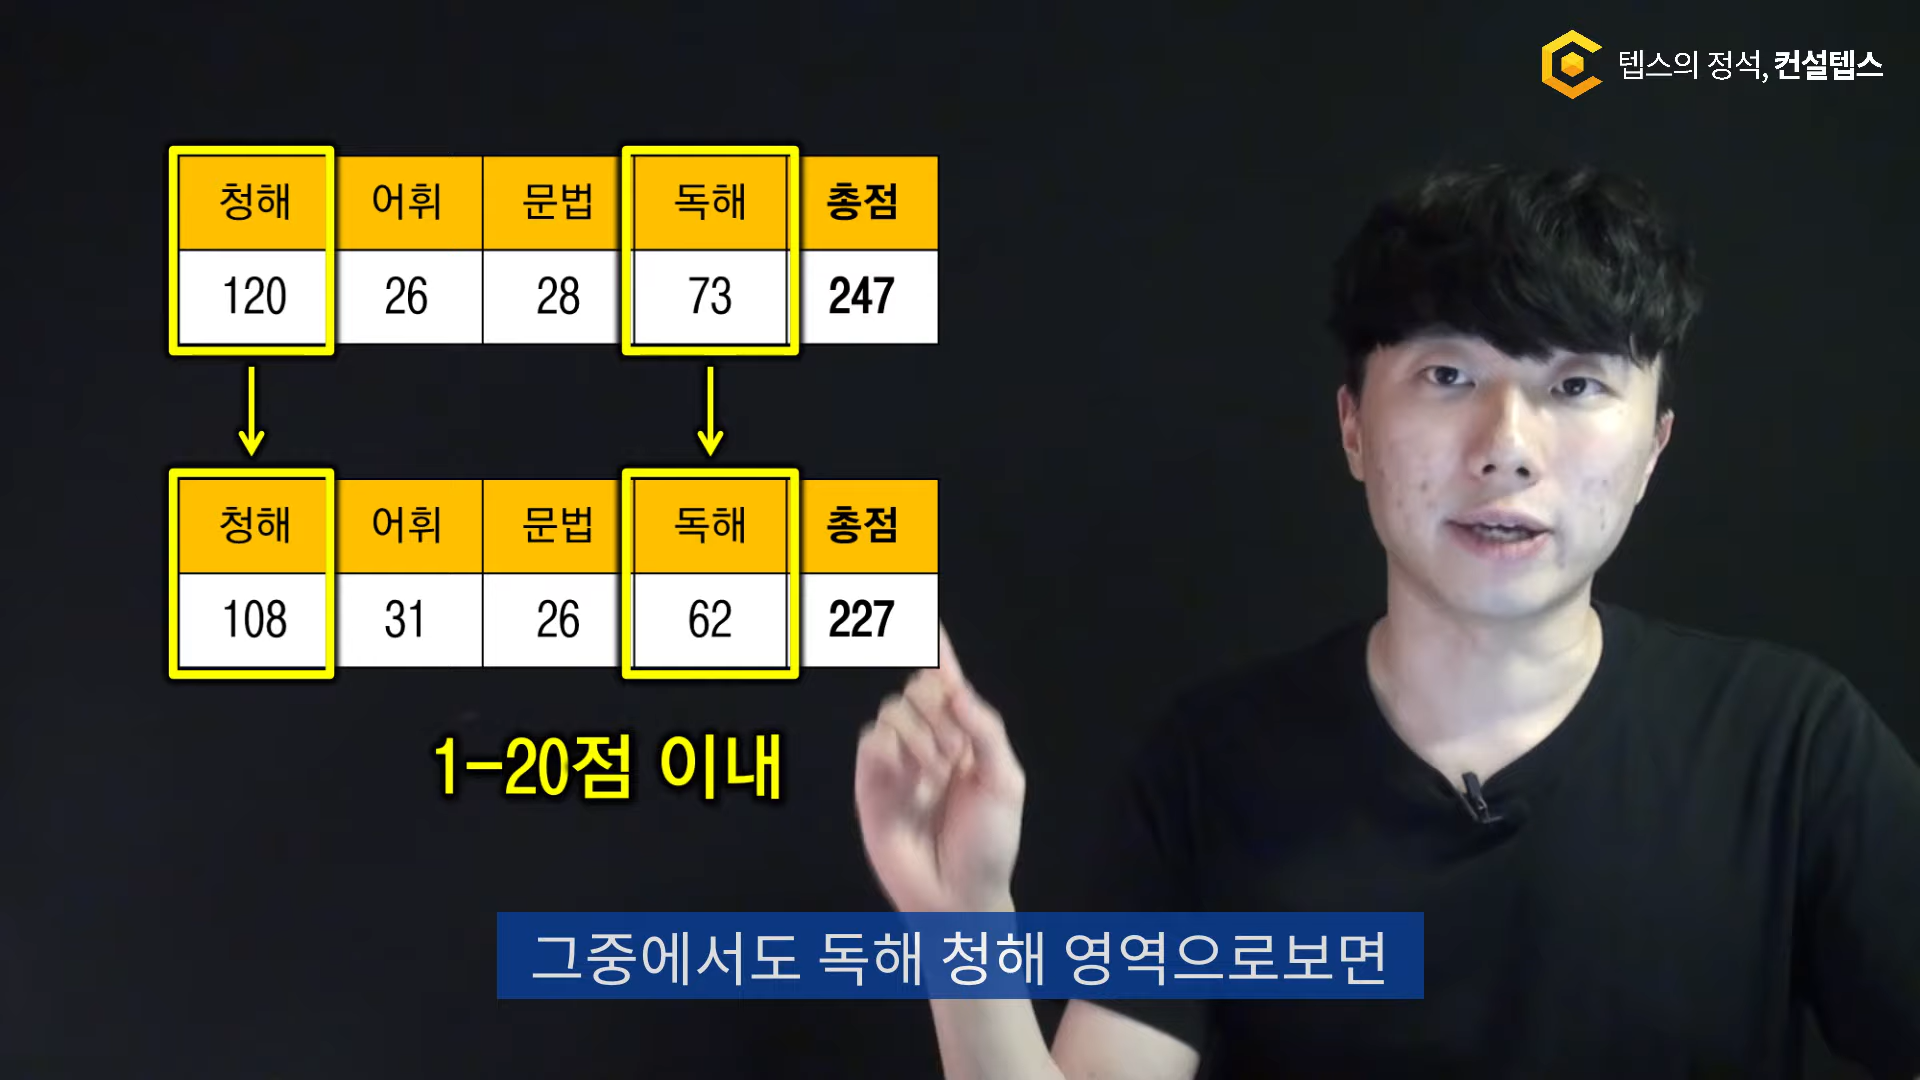 텝스의 정석, 컨설텝스
청해 어휘 문법 독해 총점
120 26 28 73 247
청해 어휘 문법 독해 총점
108 31 26 62 227
1-20점 이내
그중에서도 독해 청해 영역으로보면